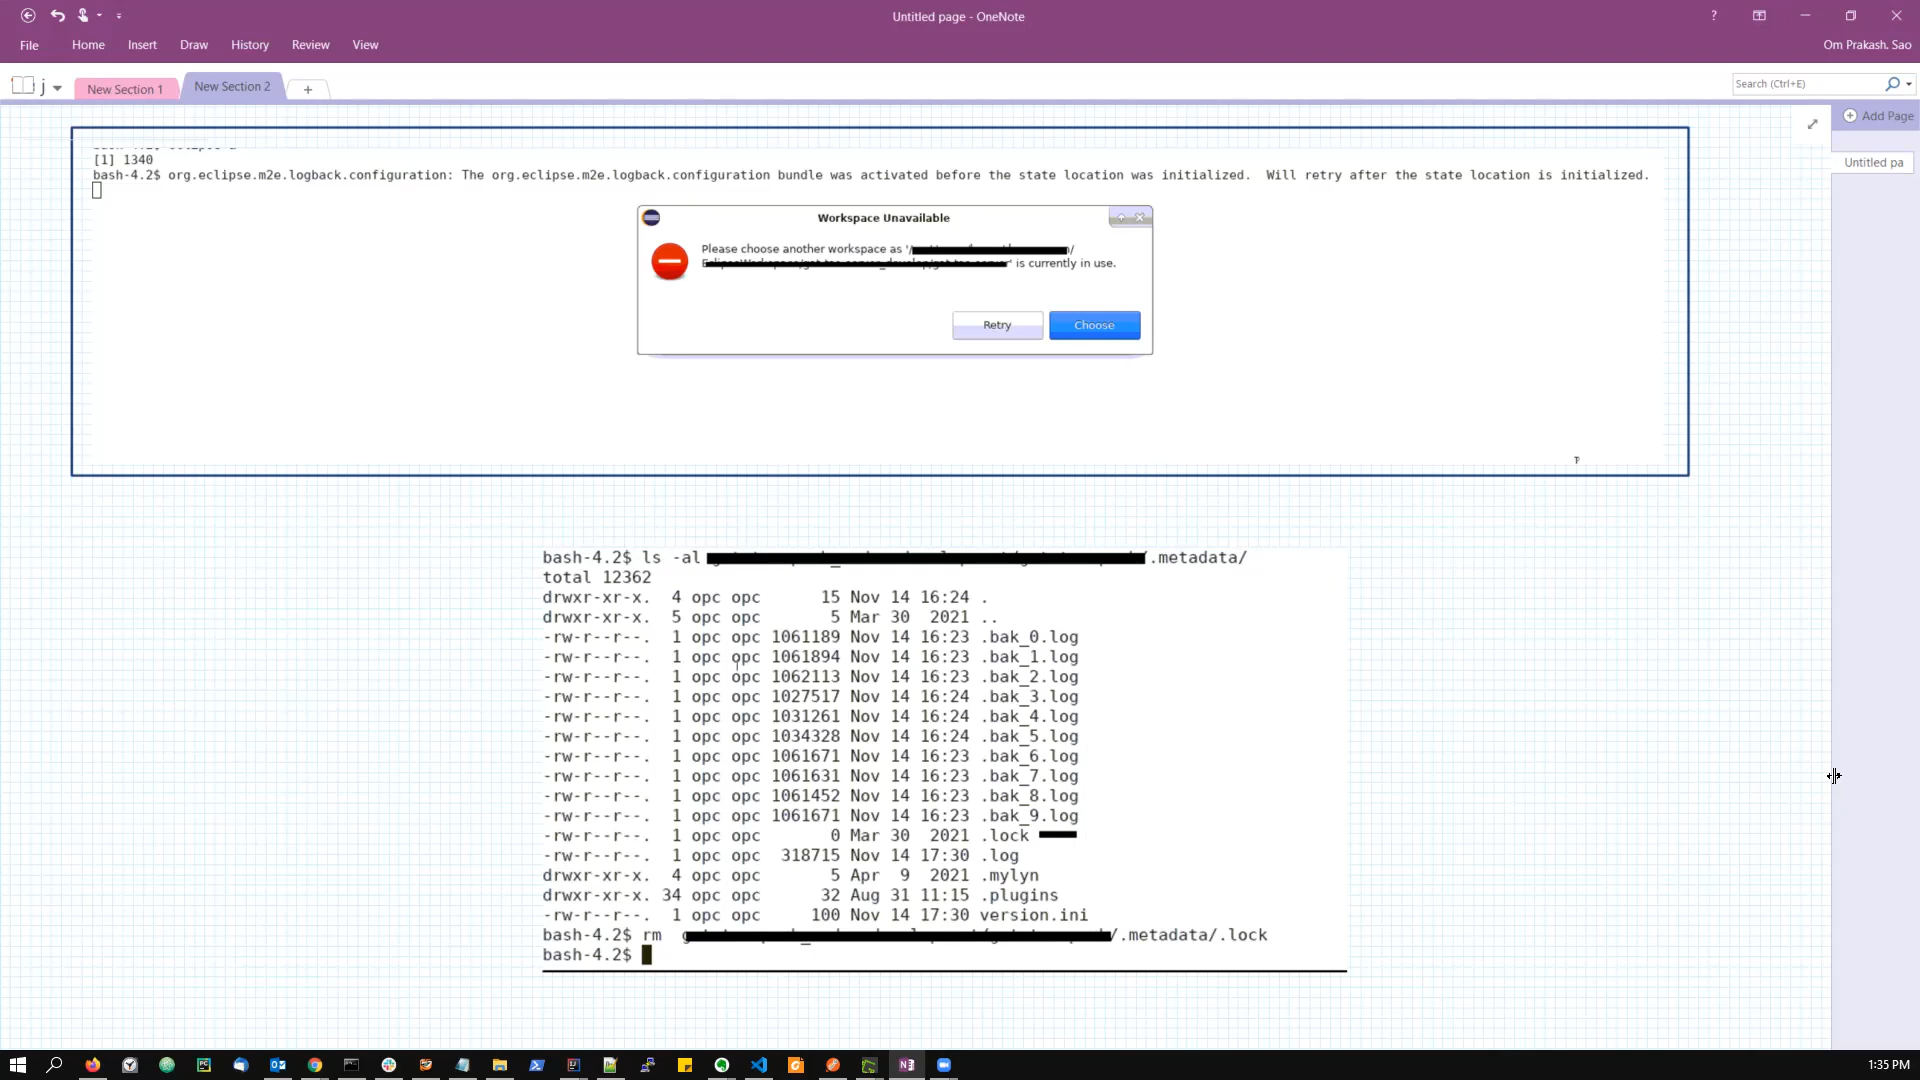 Untitled page - OneNote
?
File Home Insert Draw History Review View
Om Prakash. Sao
j New Section 1 New Section 2 +
Search (Ctrl+E)
Add Page
Untitled pa
[1] 1340
bash-4.2$ org.eclipse.m2e.logback.configuration: The org.eclipse.m2e.logback.configuration bundle was activated before the state location was initialized.  Will retry after the state location is initialized.
Workspace Unavailable
Please choose another workspace as '/
' is currently in use.
Retry Choose
bash-4.2$ ls -al /.metadata/
total 12362
drwxr-xr-x.  4 opc opc      15 Nov 14 16:24 .
drwxr-xr-x.  5 opc opc       5 Mar 30  2021 ..
-rw-r--r--.  1 opc opc 1061189 Nov 14 16:23 .bak_0.log
-rw-r--r--.  1 opc opc 1061894 Nov 14 16:23 .bak_1.log
-rw-r--r--.  1 opc opc 1062113 Nov 14 16:23 .bak_2.log
-rw-r--r--.  1 opc opc 1027517 Nov 14 16:24 .bak_3.log
-rw-r--r--.  1 opc opc 1031261 Nov 14 16:24 .bak_4.log
-rw-r--r--.  1 opc opc 1034328 Nov 14 16:24 .bak_5.log
-rw-r--r--.  1 opc opc 1061671 Nov 14 16:23 .bak_6.log
-rw-r--r--.  1 opc opc 1061631 Nov 14 16:23 .bak_7.log
-rw-r--r--.  1 opc opc 1061452 Nov 14 16:23 .bak_8.log
-rw-r--r--.  1 opc opc 1061671 Nov 14 16:23 .bak_9.log
-rw-r--r--.  1 opc opc       0 Mar 30  2021 .lock
-rw-r--r--.  1 opc opc  318715 Nov 14 17:30 .log
drwxr-xr-x.  4 opc opc       5 Apr  9  2021 .mylyn
drwxr-xr-x. 34 opc opc      32 Aug 31 11:15 .plugins
-rw-r--r--.  1 opc opc     100 Nov 14 17:30 version.ini
bash-4.2$ rm /.metadata/.lock
bash-4.2$
1:35 PM